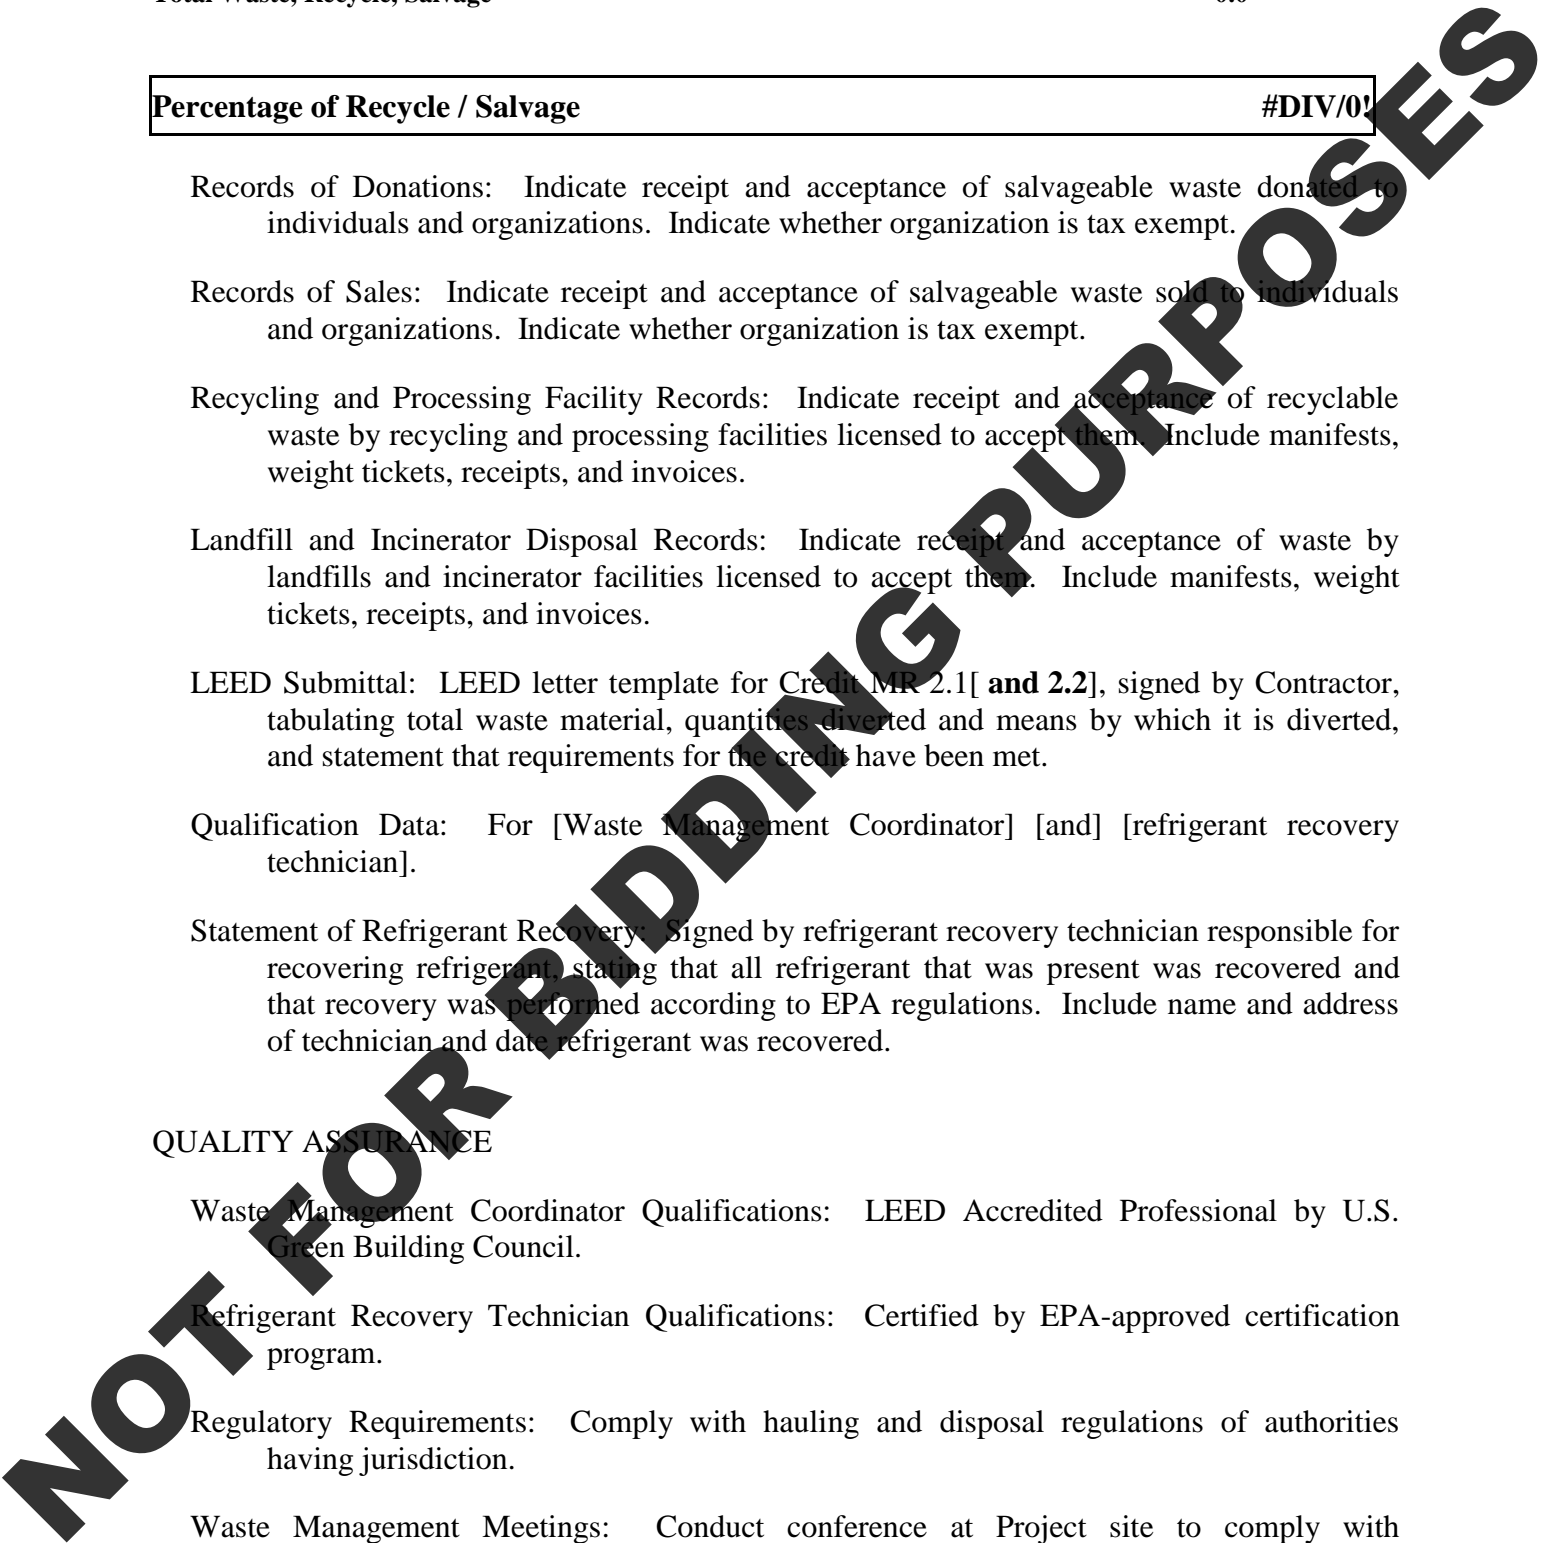 Total Waste, Recycle, Salvage 0.0
Percentage of Recycle / Salvage #DIV/0!
Records of Donations: Indicate receipt and acceptance of salvageable waste donated to
individuals and organizations. Indicate whether organization is tax exempt.
Records of Sales: Indicate receipt and acceptance of salvageable waste sold to individuals
and organizations. Indicate whether organization is tax exempt.
Recycling and Processing Facility Records: Indicate receipt and acceptance of recyclable
waste by recycling and processing facilities licensed to accept them. Include manifests,
weight tickets, receipts, and invoices.
Landfill and Incinerator Disposal Records: Indicate receipt and acceptance of waste by
landfills and incinerator facilities licensed to accept them. Include manifests, weight
tickets, receipts, and invoices.
LEED Submittal: LEED letter template for Credit MR 2.1[ and 2.2], signed by Contractor,
tabulating total waste material, quantities diverted and means by which it is diverted,
and statement that requirements for the credit have been met.
Qualification Data: For [Waste Management Coordinator] [and] [refrigerant recovery
technician].
Statement of Refrigerant Recovery: Signed by refrigerant recovery technician responsible for
recovering refrigerant, stating that all refrigerant that was present was recovered and
that recovery was performed according to EPA regulations. Include name and address
of technician and date refrigerant was recovered.
QUALITY ASSURANCE
Waste Management Coordinator Qualifications: LEED Accredited Professional by U.S.
Green Building Council.
Refrigerant Recovery Technician Qualifications: Certified by EPA-approved certification
program.
Regulatory Requirements: Comply with hauling and disposal regulations of authorities
having jurisdiction.
Waste Management Meetings: Conduct conference at Project site to comply with
NOT FOR BIDDING PURPOSES